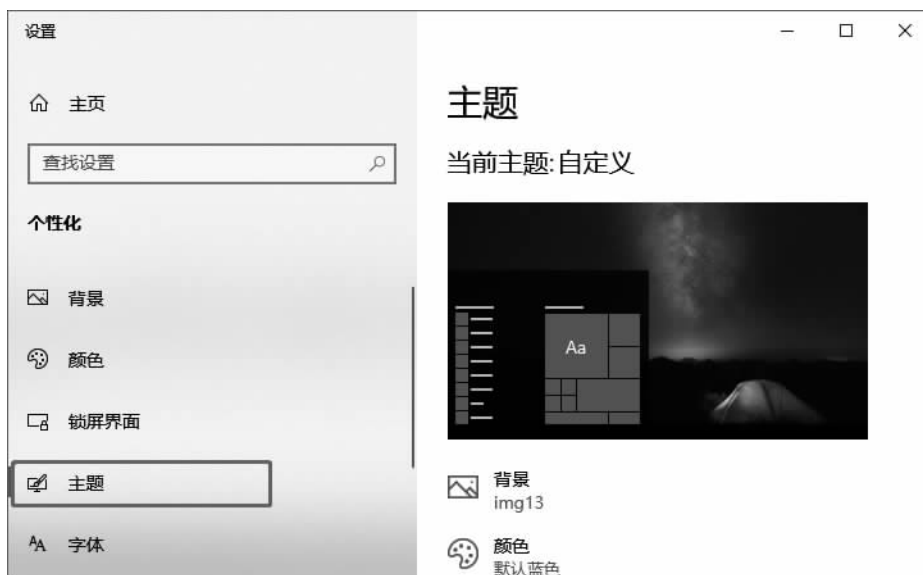 设置
主页
查找设置
个性化
背景
颜色
锁屏界面
主题
字体
主题
当前主题:自定义
Aa
背景
img13
颜色
默认蓝色